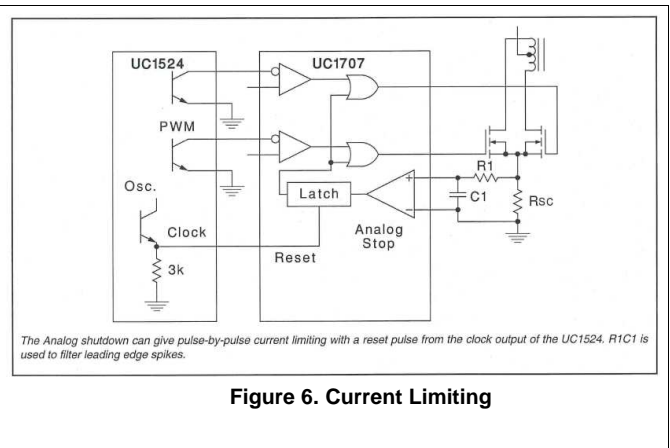 UC1524
UC1707
PWM
R1
Osc.
Latch
+
−
C1
Rsc
Clock
Analog
Stop
Reset
3k
The Analog shutdown can give pulse-by-pulse current limiting with a reset pulse from the clock output of the UC1524. R1C1 is
used to filter leading edge spikes.
Figure 6. Current Limiting